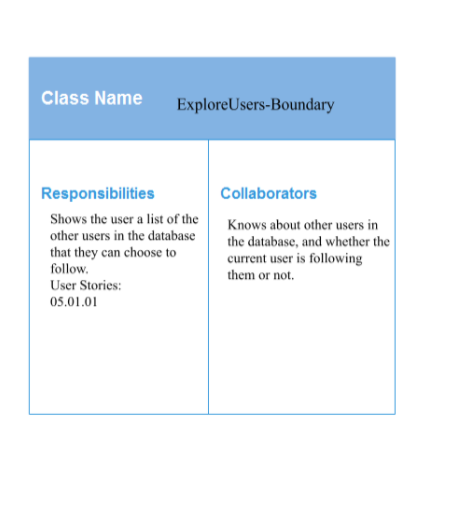 Class Name
ExploreUsers-Boundary
Responsibilities
Shows the user a list of the
other users in the database
that they can choose to
follow.
User Stories:
05.01.01
Collaborators
Knows about other users in
the database, and whether the
current user is following
them or not.